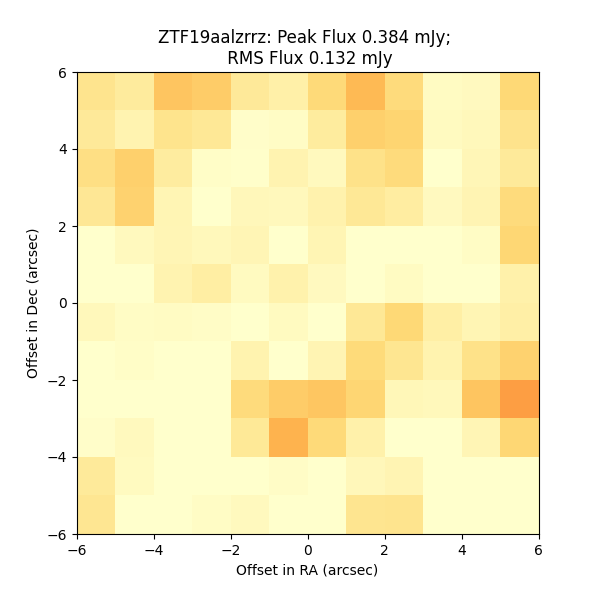 ZTF19aalzrrz: Peak Flux 0.384 mJy;
RMS Flux 0.132 mJy
6
4
2
0
−2
−4
−6
Offset in Dec (arcsec)
−6 −4 −2 0 2 4 6
Offset in RA (arcsec)